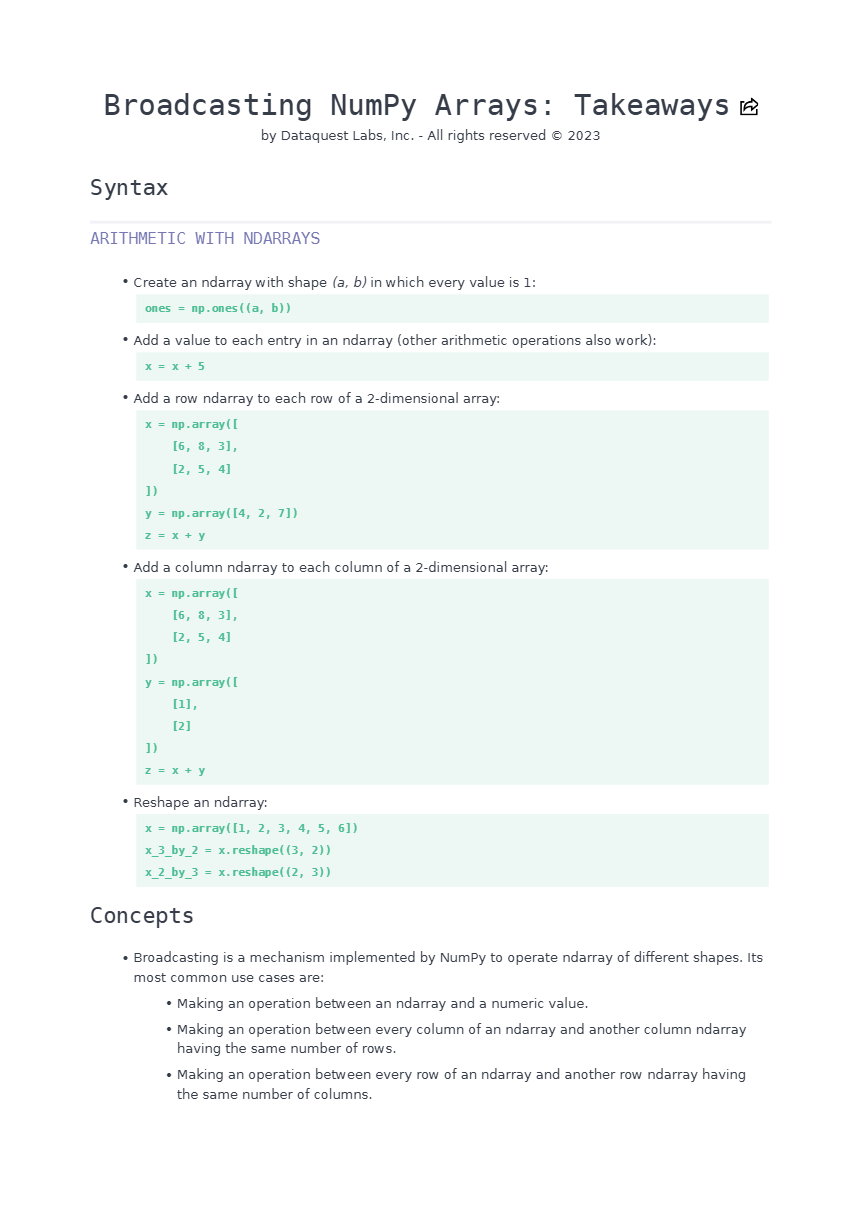 Broadcasting NumPy Arrays: Takeaways
by Dataquest Labs, Inc. - All rights reserved © 2023
Syntax
ARITHMETIC WITH NDARRAYS
• Create an ndarray with shape (a, b) in which every value is 1:
ones = np.ones((a, b))
• Add a value to each entry in an ndarray (other arithmetic operations also work):
x = x + 5
• Add a row ndarray to each row of a 2-dimensional array:
x = np.array([
    [6, 8, 3],
    [2, 5, 4]
])
y = np.array([4, 2, 7])
z = x + y
• Add a column ndarray to each column of a 2-dimensional array:
x = np.array([
    [6, 8, 3],
    [2, 5, 4]
])
y = np.array([
    [1],
    [2]
])
z = x + y
• Reshape an ndarray:
x = np.array([1, 2, 3, 4, 5, 6])
x_3_by_2 = x.reshape((3, 2))
x_2_by_3 = x.reshape((2, 3))
Concepts
• Broadcasting is a mechanism implemented by NumPy to operate ndarray of different shapes. Its
most common use cases are:
• Making an operation between an ndarray and a numeric value.
• Making an operation between every column of an ndarray and another column ndarray
having the same number of rows.
• Making an operation between every row of an ndarray and another row ndarray having
the same number of columns.